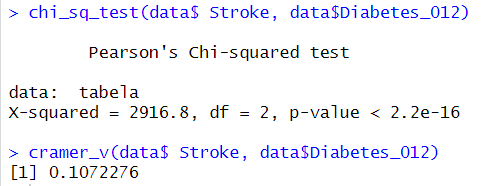 > chi_sq_test(data$ Stroke, data$Diabetes_012)
Pearson's Chi-squared test
data:  tabela
X-squared = 2916.8, df = 2, p-value < 2.2e-16
> cramer_v(data$ Stroke, data$Diabetes_012)
[1] 0.1072276